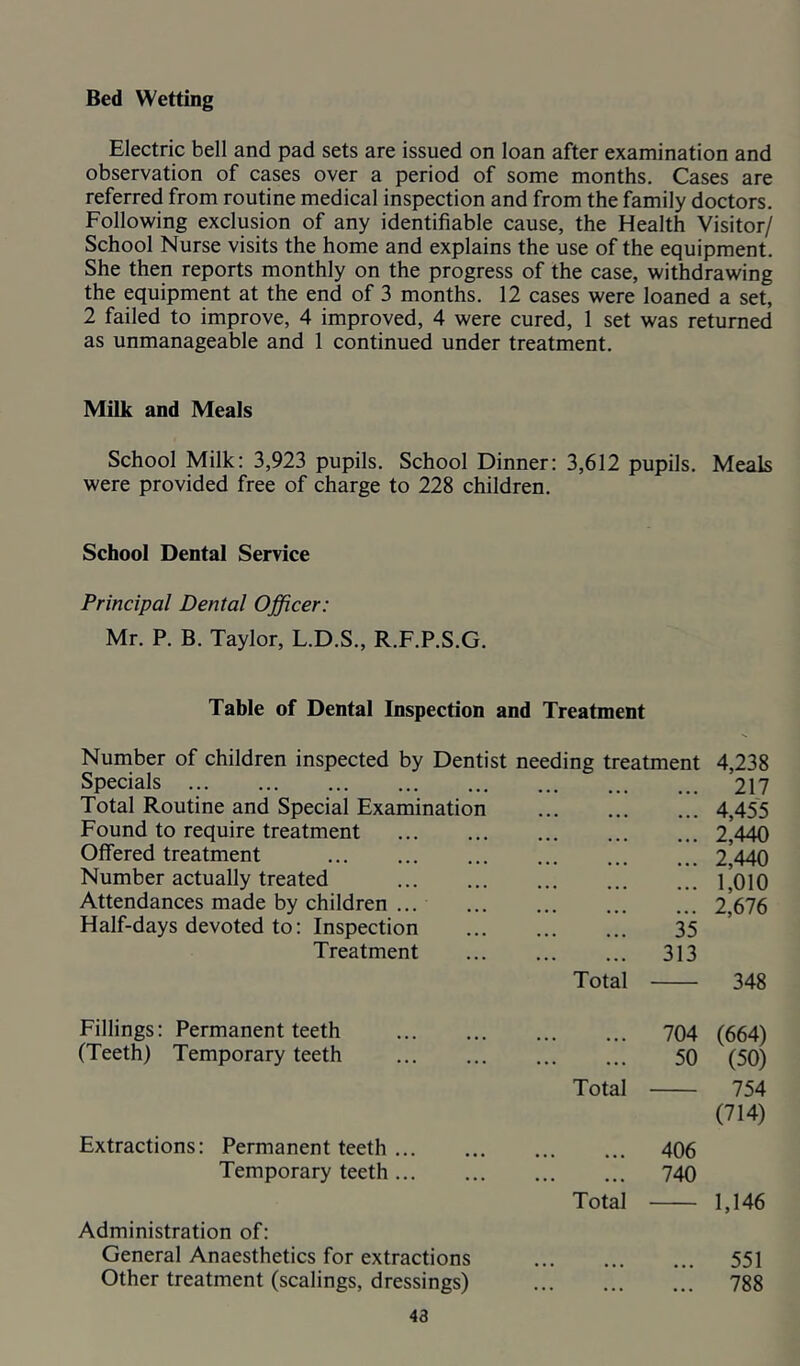 Bed Wetting
Electric bell and pad sets are issued on loan after examination and
observation of cases over a period of some months. Cases are
referred from routine medical inspection and from the family doctors.
Following exclusion of any identifiable cause, the Health Visitor/
School Nurse visits the home and explains the use of the equipment.
She then reports monthly on the progress of the case, withdrawing
the equipment at the end of 3 months. 12 cases were loaned a set,
2 failed to improve, 4 improved, 4 were cured, 1 set was returned
as unmanageable and 1 continued under treatment.
Milk and Meals
School Milk: 3,923 pupils. School Dinner: 3,612 pupils. Meals
were provided free of charge to 228 children.
School Dental Service
Principal Dental Officer:
Mr. P. B. Taylor, L.D.S., R.F.P.S.G.
Table of Dental Inspection and Treatment
Number of children inspected by Dentist needing treatment 4,238
Specials ... ... ... ... ... ... ... ... 217
Total Routine and Special Examination ... ... ... 4,455
Found to require treatment ... ... ... ... ... 2,440
Offered treatment ... ... ... ... ... ... 2,440
Number actually treated ... ... ... ... ... 1,010
Attendances made by children ... ... ... ... ... 2,676
Half-days devoted to: Inspection ... ... ... 35
Treatment ... ... ... 313
Total —— 348
Fillings: Permanent teeth ... ... ... ... 704 (664)
(Teeth) Temporary teeth ... ... ... ... 50 (50)
Total —— 754
(714)
Extractions: Permanent teeth ... ... ... ... 406
Temporary teeth ... ... ... ... 740
Total —— 1,146
Administration of:
General Anaesthetics for extractions ... ... ... 551
Other treatment (scalings, dressings) ... ... ... 788
43